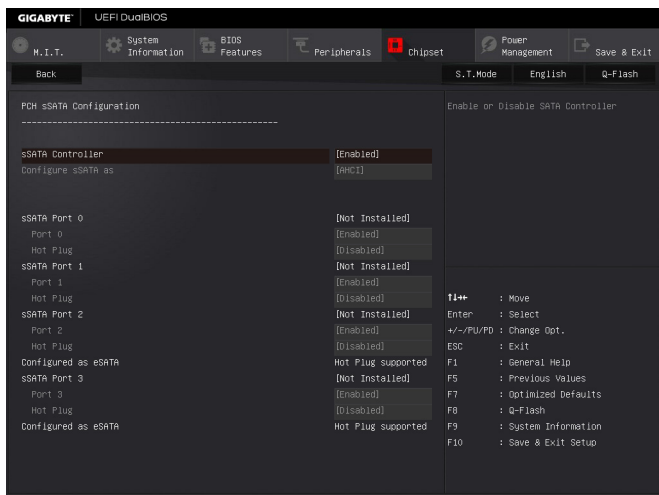 GIGABYTE™ UEFI DualBIOS
M.I.T. System Information BIOS Features Peripherals Chipset Power Management Save & Exit
Back S.T.Mode English Q-Flash
PCH sSATA Configuration Enable or Disable SATA Controller
--------------------------------------------------
sSATA Controller [Enabled]
Configure sSATA as [AHCI]
sSATA Port 0 [Not Installed]
Port 0 [Enabled]
Hot Plug [Disabled]
sSATA Port 1 [Not Installed]
Port 1 [Enabled]
Hot Plug [Disabled]
sSATA Port 2 [Not Installed]
Port 2 [Enabled]
Hot Plug [Disabled]
Configured as eSATA Hot Plug supported
sSATA Port 3 [Not Installed]
Port 3 [Enabled]
Hot Plug [Disabled]
Configured as eSATA Hot Plug supported
↑↓→← : Move
Enter : Select
+/-/PU/PD : Change Opt.
ESC : Exit
F1 : General Help
F5 : Previous Values
F7 : Optimized Defaults
F8 : Q-Flash
F9 : System Information
F10 : Save & Exit Setup